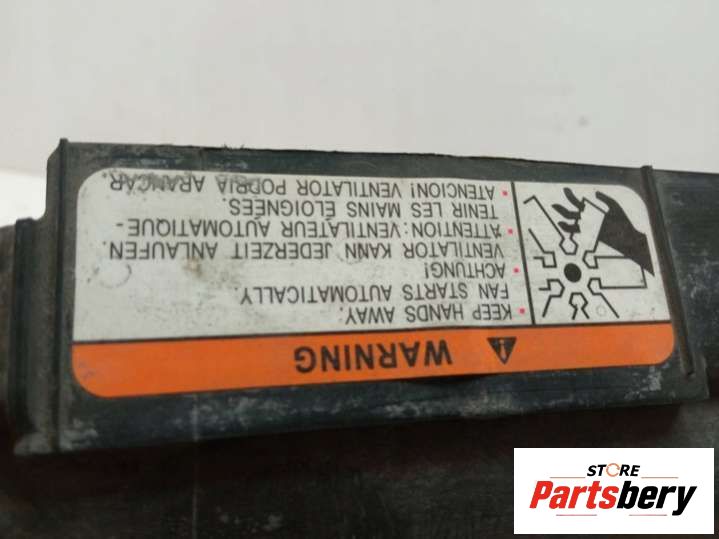 WARNING
• KEEP HANDS AWAY.
FAN STARTS AUTOMATICALLY.
• ACHTUNG!
VENTILATOR KANN JEDERZEIT ANLAUFEN.
• ATTENTION: VENTILATEUR AUTOMATIQUE-
TENIR LES MAINS ÉLOIGNÉES.
• ATENCION! VENTILATOR PODRIA ARANCAR.
STORE
Partsbery